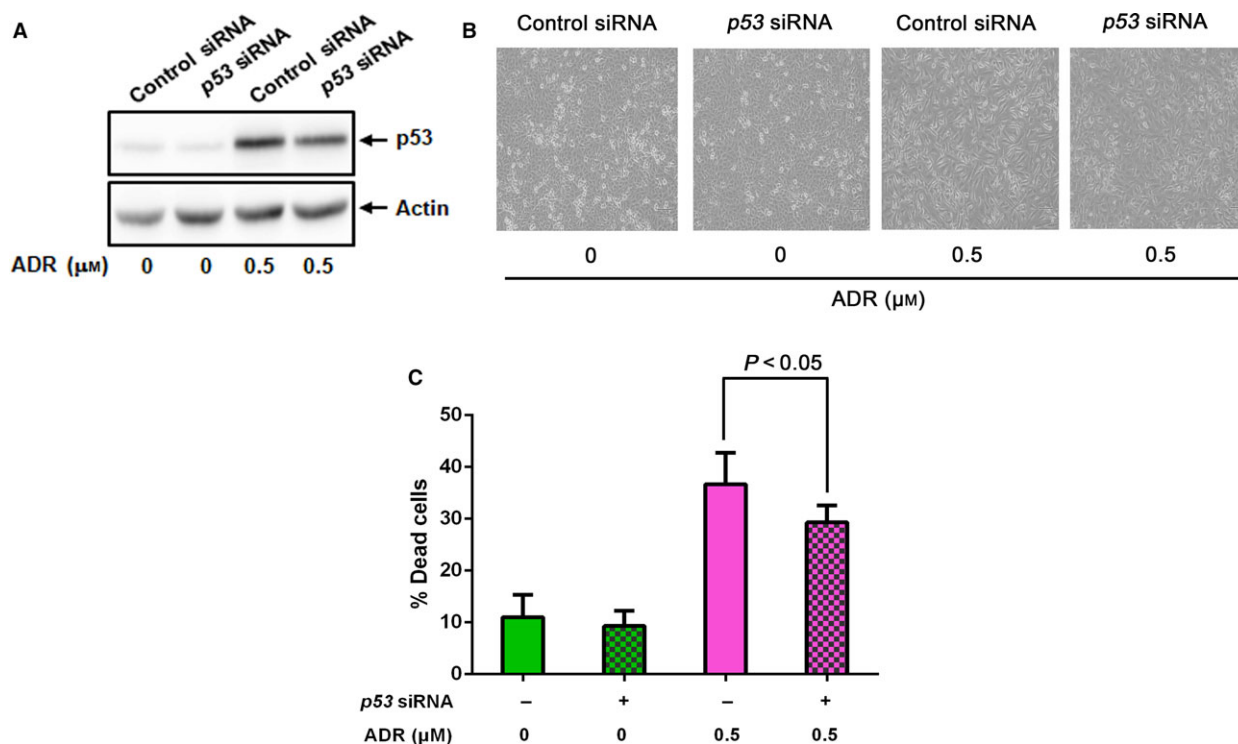 A
Control siRNA
p53 siRNA
Control siRNA
p53 siRNA
p53
Actin
ADR (μM) 0 0 0.5 0.5
B
Control siRNA p53 siRNA Control siRNA p53 siRNA
0 0 0.5 0.5
ADR (μM)
C
P < 0.05
% Dead cells
50
40
30
20
10
0
p53 siRNA – + – +
ADR (μM) 0 0 0.5 0.5